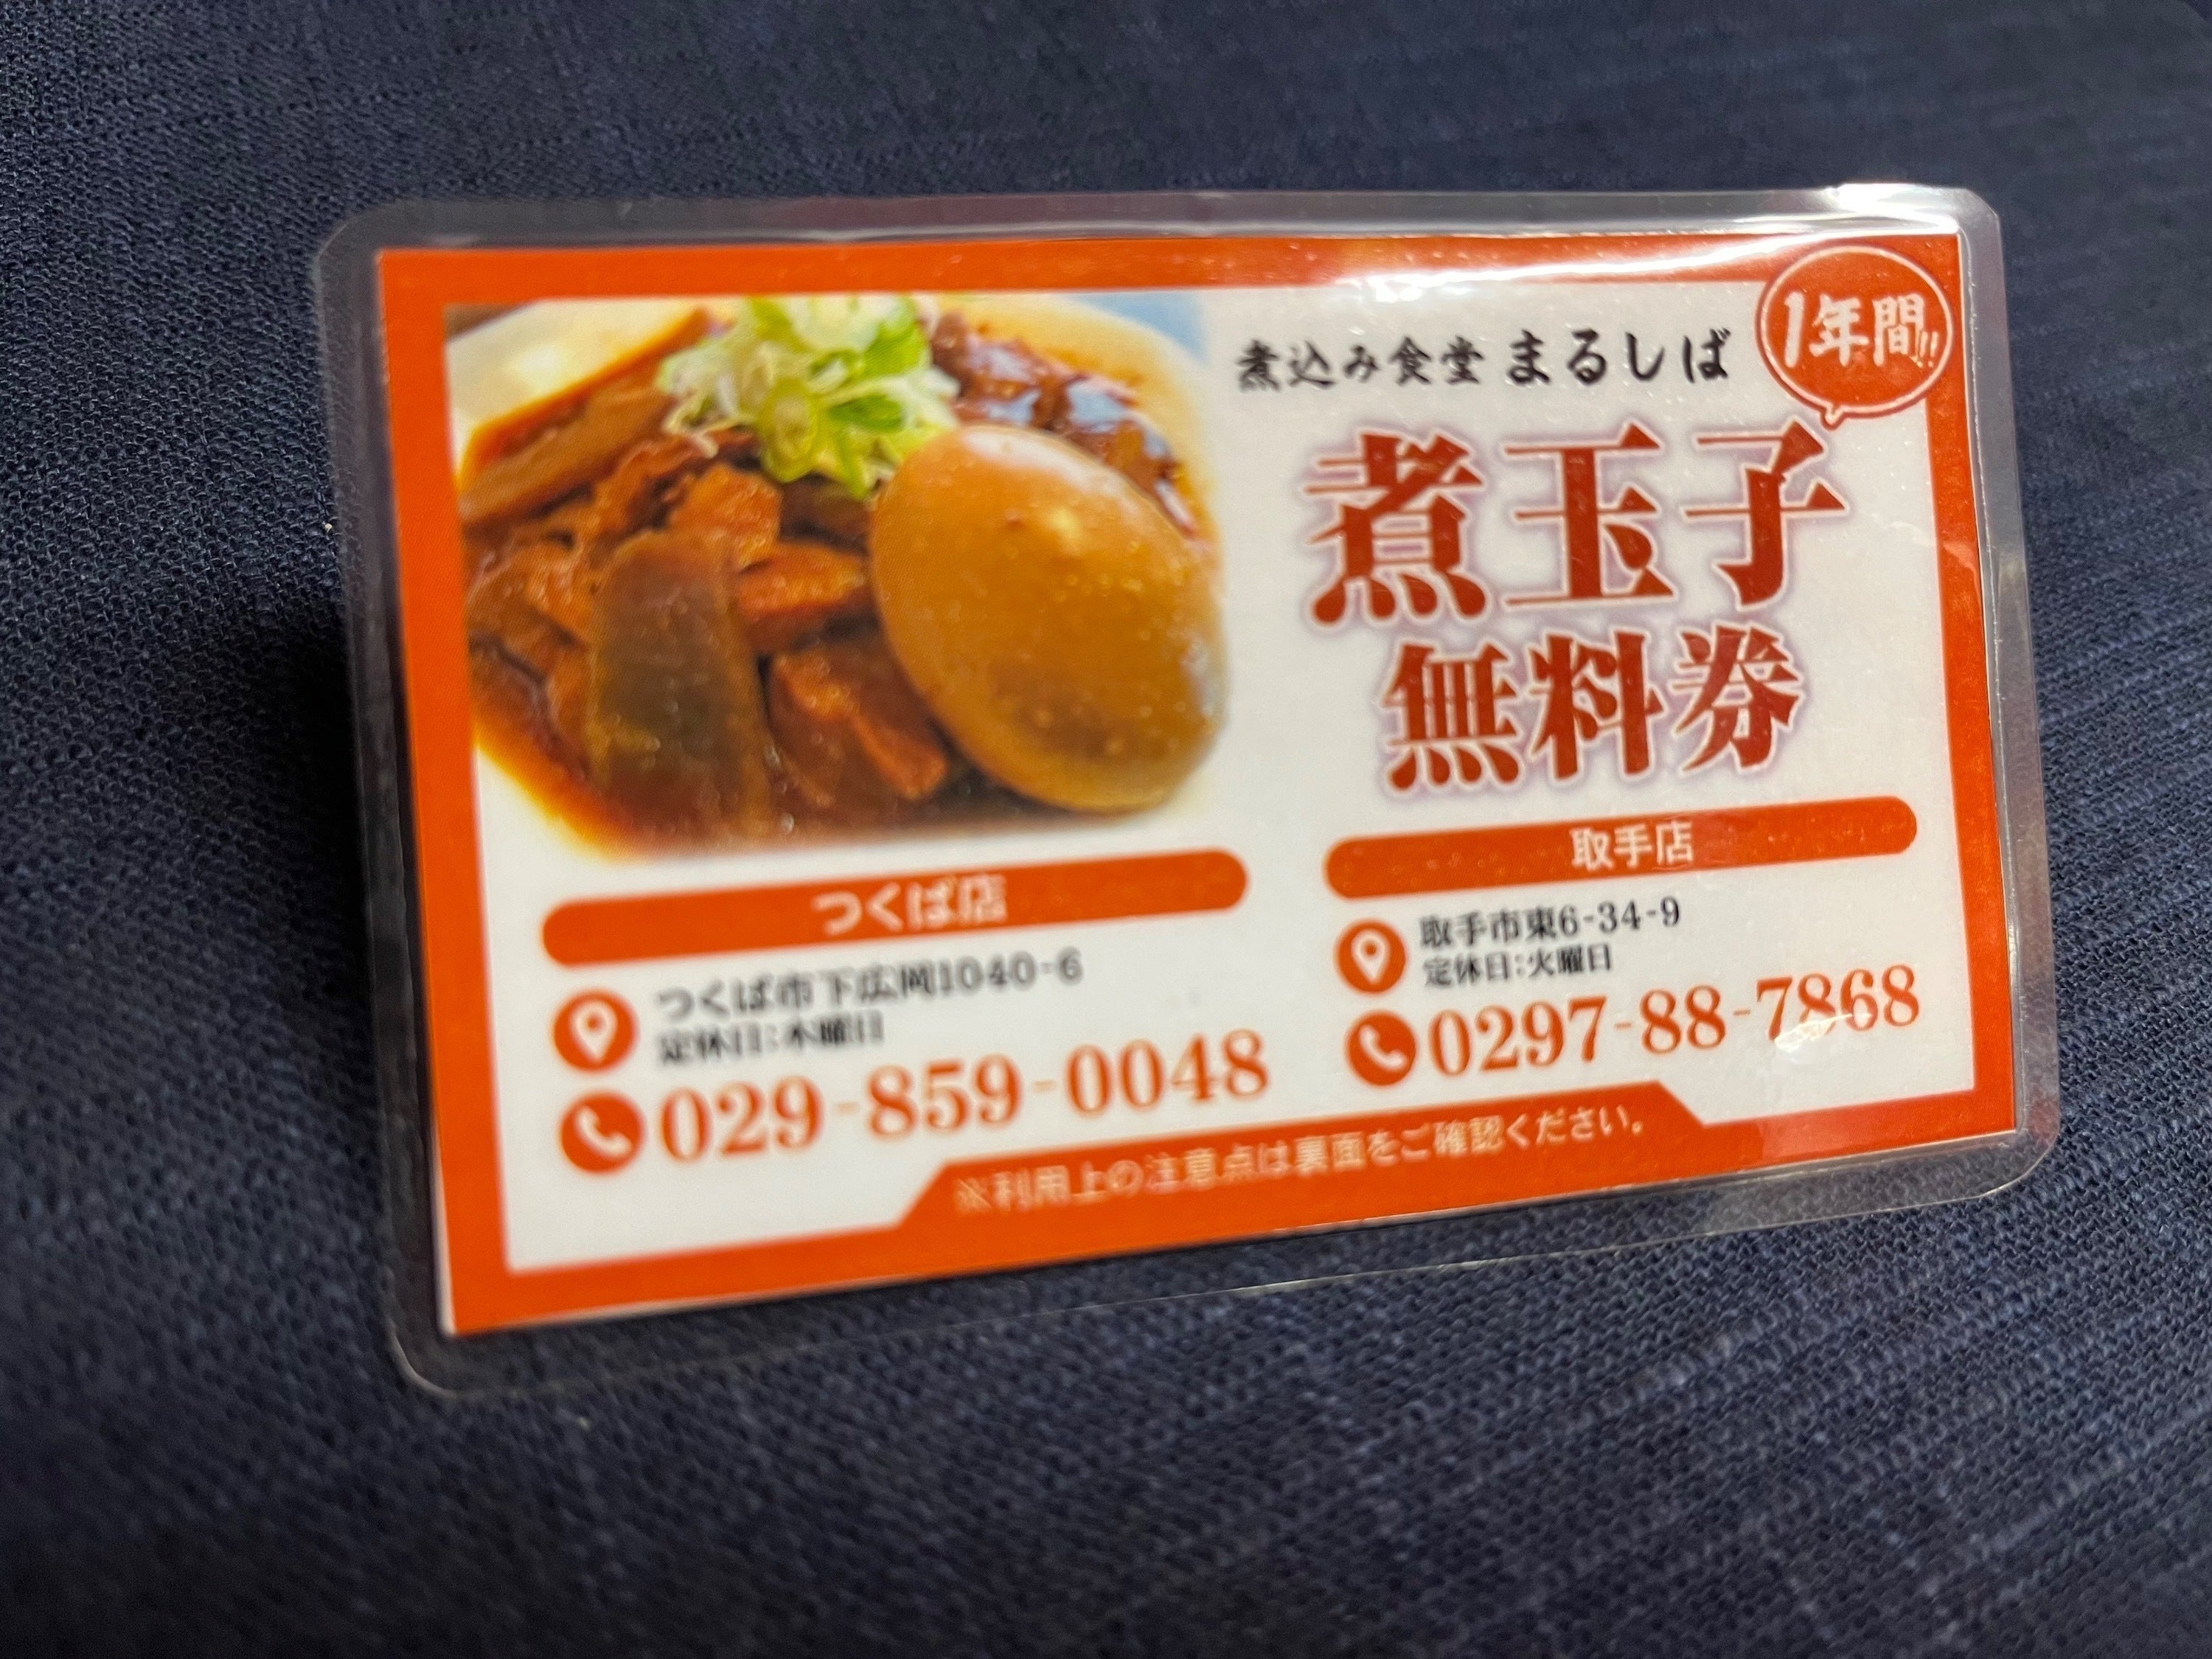 1年間!!
煮込み食堂 まるしば
煮玉子
無料券
つくば店
つくば市下広岡1040-6
定休日:木曜日
029-859-0048
取手店
取手市東6-34-9
定休日:火曜日
0297-88-7868
※利用上の注意点は裏面をご確認ください。